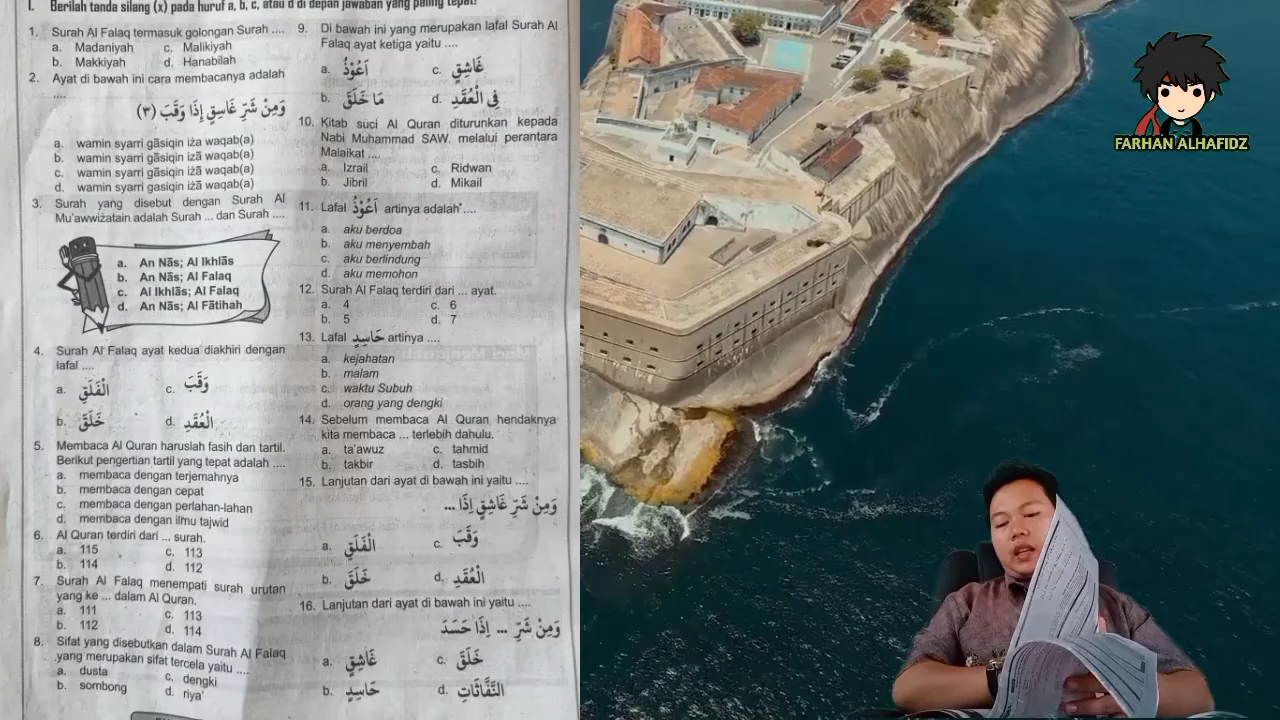 I. Berilah tanda silang (x) pada huruf a, b, c, atau d di depan jawaban yang paling tepat!
1. Surah Al Falaq termasuk golongan Surah ....
a. Madaniyah c. Malikiyah
b. Makkiyah d. Hanabilah
2. Ayat di bawah ini cara membacanya adalah
....
وَمِنْ شَرِّ غَاسِقٍ إِذَا وَقَبَ (٣)
a. wamin syarri gāsiqin iża waqab(a)
b. wamin syarri gāsiqin iżā waqab(a)
c. wamin syarri gasiqin iżā waqab(a)
d. wamin syarri gasiqin iżā waqab(a)
3. Surah yang disebut dengan Surah Al
Mu'awwiżatain adalah Surah ... dan Surah ....
a. An Nās; Al Ikhlās
b. An Nās; Al Falaq
c. Al Ikhlās; Al Falaq
d. An Nās; Al Fātihah
4. Surah Al Falaq ayat kedua diakhiri dengan
lafal ....
a. الْفَلَقِ c. وَقَبَ
b. خَلَقَ d. الْعُقَدِ
5. Membaca Al Quran haruslah fasih dan tartil.
Berikut pengertian tartil yang tepat adalah ....
a. membaca dengan terjemahnya
b. membaca dengan cepat
c. membaca dengan perlahan-lahan
d. membaca dengan ilmu tajwid
6. Al Quran terdiri dari ... surah.
a. 115 c. 113
b. 114 d. 112
7. Surah Al Falaq menempati surah urutan
yang ke ... dalam Al Quran.
a. 111 c. 113
b. 112 d. 114
8. Sifat yang disebutkan dalam Surah Al Falaq
yang merupakan sifat tercela yaitu ....
a. dusta c. dengki
b. sombong d. riya'
9. Di bawah ini yang merupakan lafal Surah Al
Falaq ayat ketiga yaitu ....
a. اَعُوْذُ c. غَاشِقٍ
b. مَا خَلَقَ d. فِى الْعُقَدِ
10. Kitab suci Al Quran diturunkan kepada
Nabi Muhammad SAW, melalui perantara
Malaikat ....
a. Izrail c. Ridwan
b. Jibril d. Mikail
11. Lafal اَعُوْذُ artinya adalah ....
a. aku berdoa
b. aku menyembah
c. aku berlindung
d. aku memohon
12. Surah Al Falaq terdiri dari ... ayat.
a. 4 c. 6
b. 5 d. 7
13. Lafal حَاسِدٍ artinya ....
a. kejahatan
b. malam
c. waktu Subuh
d. orang yang dengki
14. Sebelum membaca Al Quran hendaknya
kita membaca ... terlebih dahulu.
a. ta'awuz c. tahmid
b. takbir d. tasbih
15. Lanjutan dari ayat di bawah ini yaitu ....
وَمِنْ شَرِّ غَاشِقٍ اِذَا ...
a. الْفَلَقِ c. وَقَبَ
b. خَلَقَ d. الْعُقَدِ
16. Lanjutan dari ayat di bawah ini yaitu ....
وَمِنْ شَرِّ ... اِذَا حَسَدَ
a. غَاشِقٍ c. خَلَقَ
b. حَاسِدٍ d. النَّفَّاثَاتِ
FARHAN ALHAFIDZ